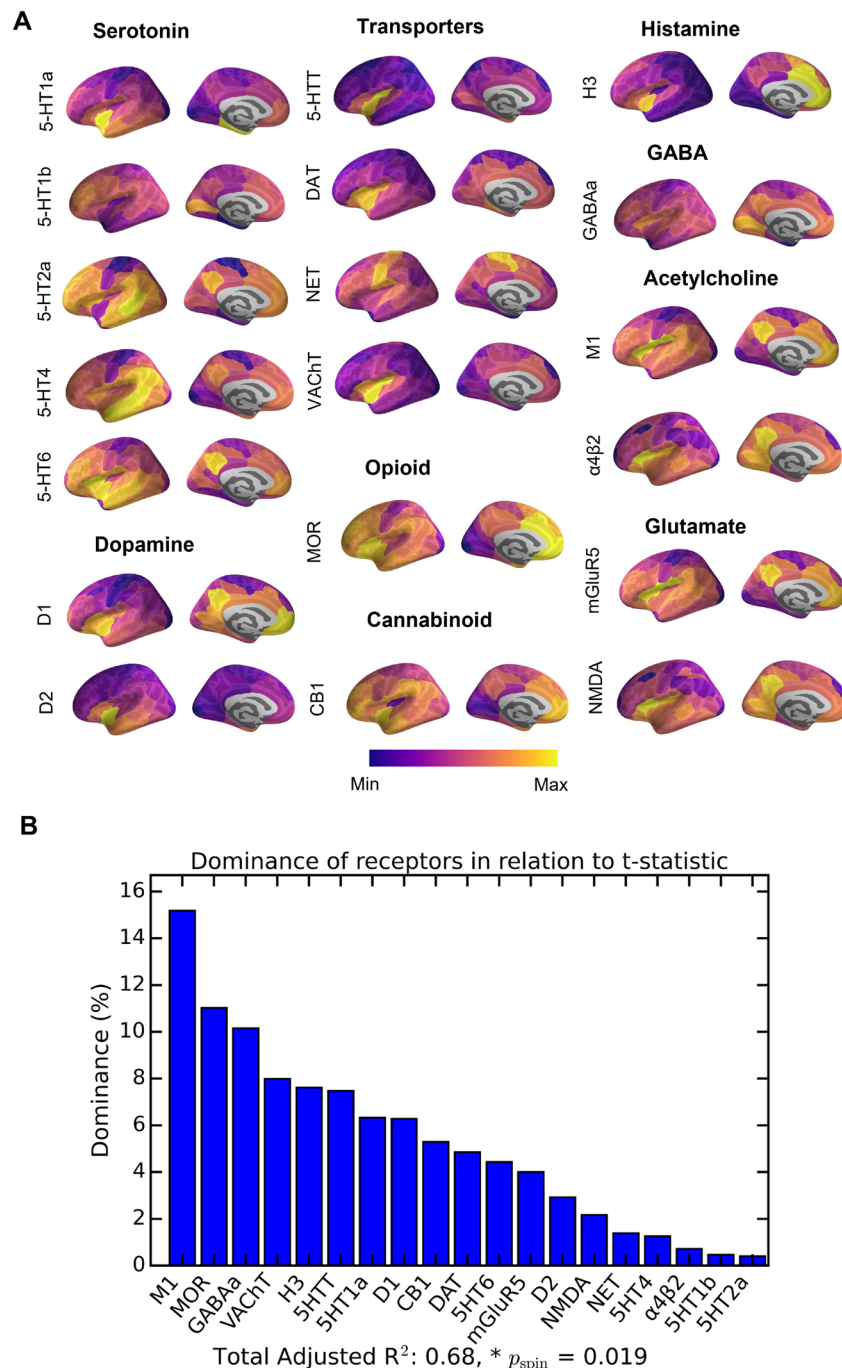 A
Serotonin
Transporters
Histamine
5-HT1a
5-HTT
H3
GABA
5-HT1b
DAT
GABAa
5-HT2a
NET
Acetylcholine
M1
5-HT4
VAChT
α4β2
5-HT6
Opioid
MOR
Dopamine
Glutamate
D1
mGluR5
Cannabinoid
D2
CB1
NMDA
Min Max
B
Dominance of receptors in relation to t-statistic
Dominance (%)
16
14
12
10
8
6
4
2
0
M1 MOR GABAa VAChT H3 5HTT 5HT1a D1 CB1 DAT 5HT6 mGluR5 D2 NMDA NET 5HT4 α4β2 5HT1b 5HT2a
Total Adjusted R²: 0.68, * p_spin = 0.019